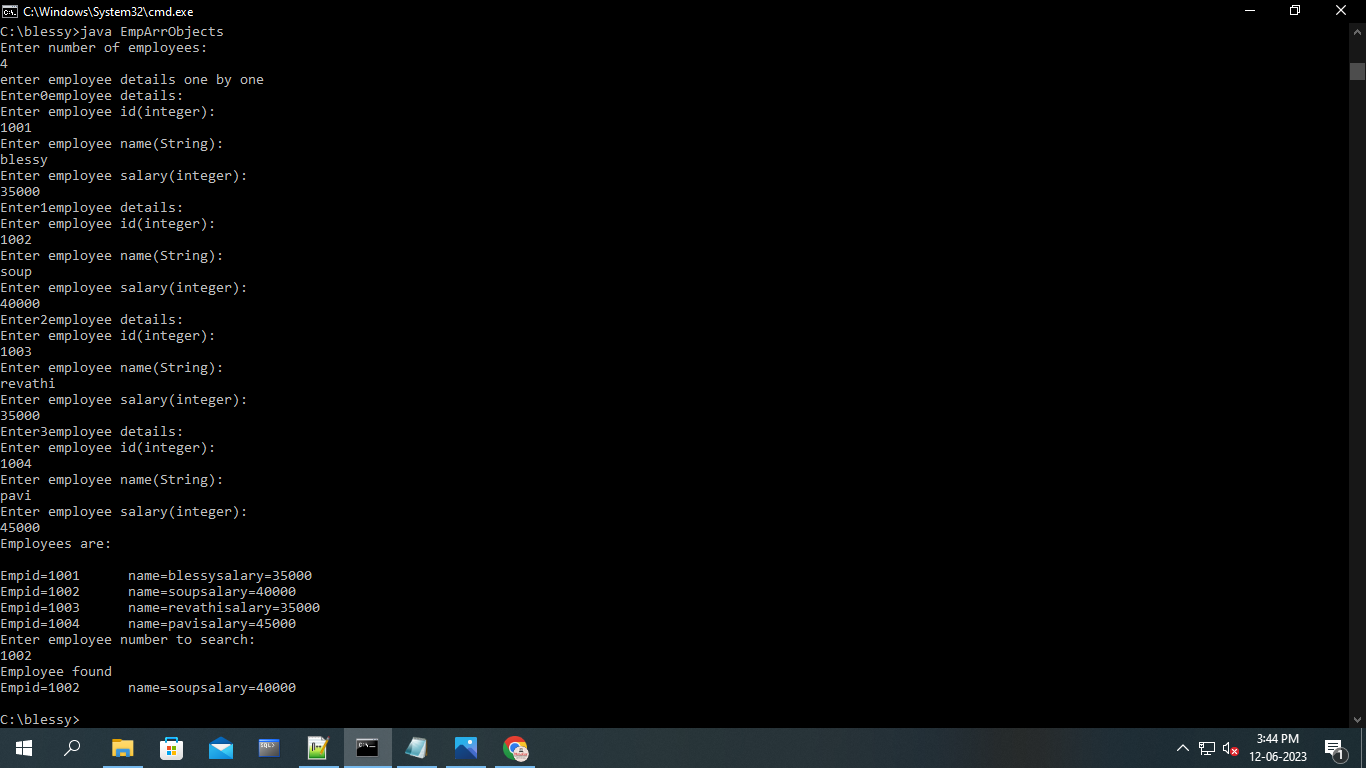 C:\Windows\System32\cmd.exe
C:\blessy>java EmpArrObjects
Enter number of employees:
4
enter employee details one by one
Enter0employee details:
Enter employee id(integer):
1001
Enter employee name(String):
blessy
Enter employee salary(integer):
35000
Enter1employee details:
Enter employee id(integer):
1002
Enter employee name(String):
soup
Enter employee salary(integer):
40000
Enter2employee details:
Enter employee id(integer):
1003
Enter employee name(String):
revathi
Enter employee salary(integer):
35000
Enter3employee details:
Enter employee id(integer):
1004
Enter employee name(String):
pavi
Enter employee salary(integer):
45000
Employees are:
Empid=1001      name=blessysalary=35000
Empid=1002      name=soupsalary=40000
Empid=1003      name=revathisalary=35000
Empid=1004      name=pavisalary=45000
Enter employee number to search:
1002
Employee found
Empid=1002      name=soupsalary=40000
C:\blessy>
3:44 PM
12-06-2023
1